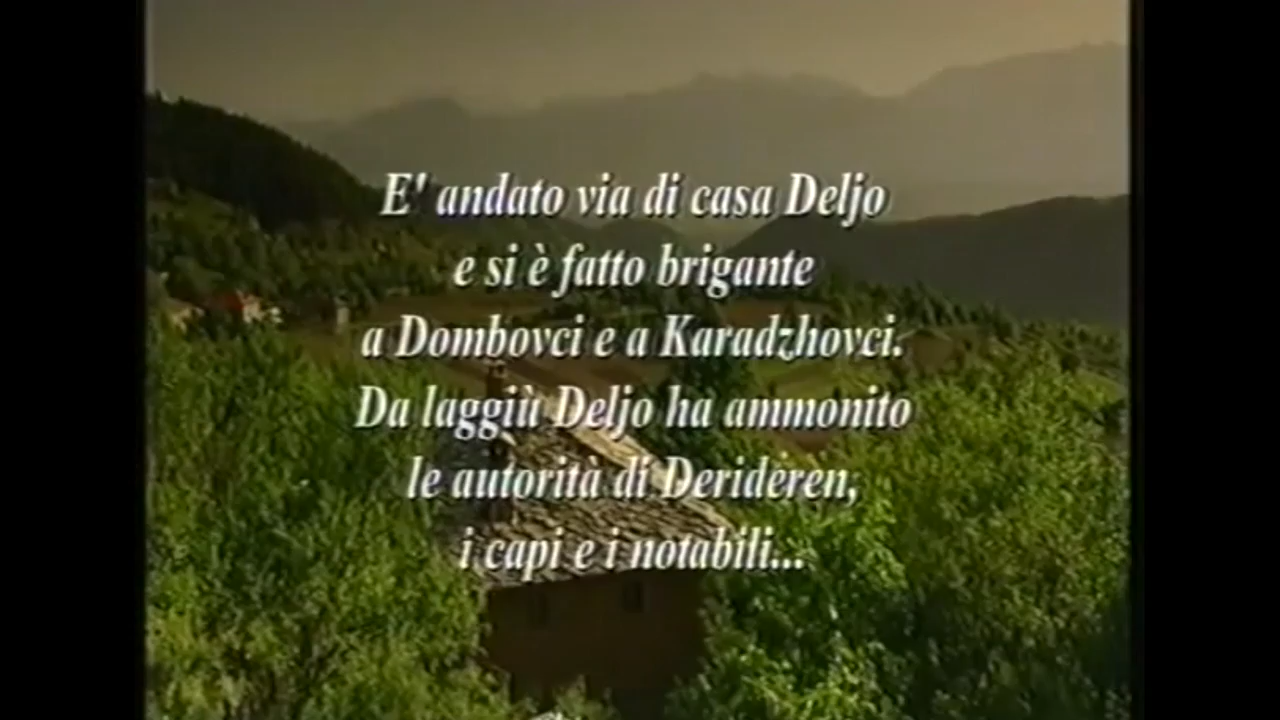 E' andato via di casa Deljo
e si è fatto brigante
a Dombovci e a Karadzhovci.
Da laggiù Deljo ha ammonito
le autorità di Deridèren,
i capi e i notabili...